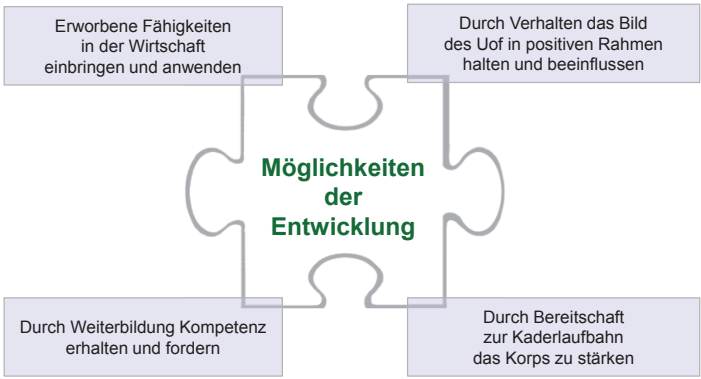 Erworbene Fähigkeiten
in der Wirtschaft
einbringen und anwenden
Durch Verhalten das Bild
des Uof in positiven Rahmen
halten und beeinflussen
Möglichkeiten
der
Entwicklung
Durch Weiterbildung Kompetenz
erhalten und fordern
Durch Bereitschaft
zur Kaderlaufbahn
das Korps zu stärken